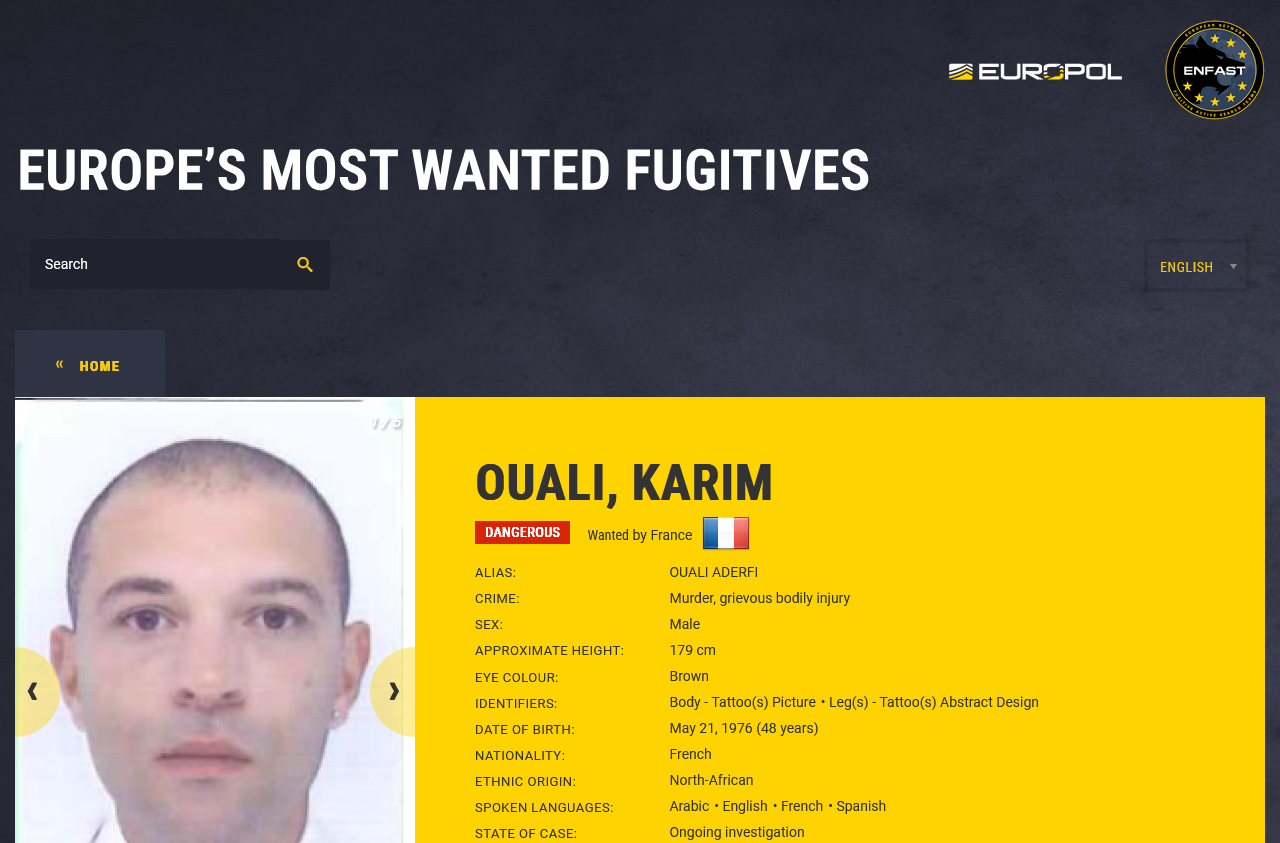 EUROPOL
ENFAST
EUROPE’S MOST WANTED FUGITIVES
Search
ENGLISH
« HOME
1 / 5
OUALI, KARIM
DANGEROUS Wanted by France
ALIAS: OUALI ADERFI
CRIME: Murder, grievous bodily injury
SEX: Male
APPROXIMATE HEIGHT: 179 cm
EYE COLOUR: Brown
IDENTIFIERS: Body - Tattoo(s) Picture • Leg(s) - Tattoo(s) Abstract Design
DATE OF BIRTH: May 21, 1976 (48 years)
NATIONALITY: French
ETHNIC ORIGIN: North-African
SPOKEN LANGUAGES: Arabic • English • French • Spanish
STATE OF CASE: Ongoing investigation